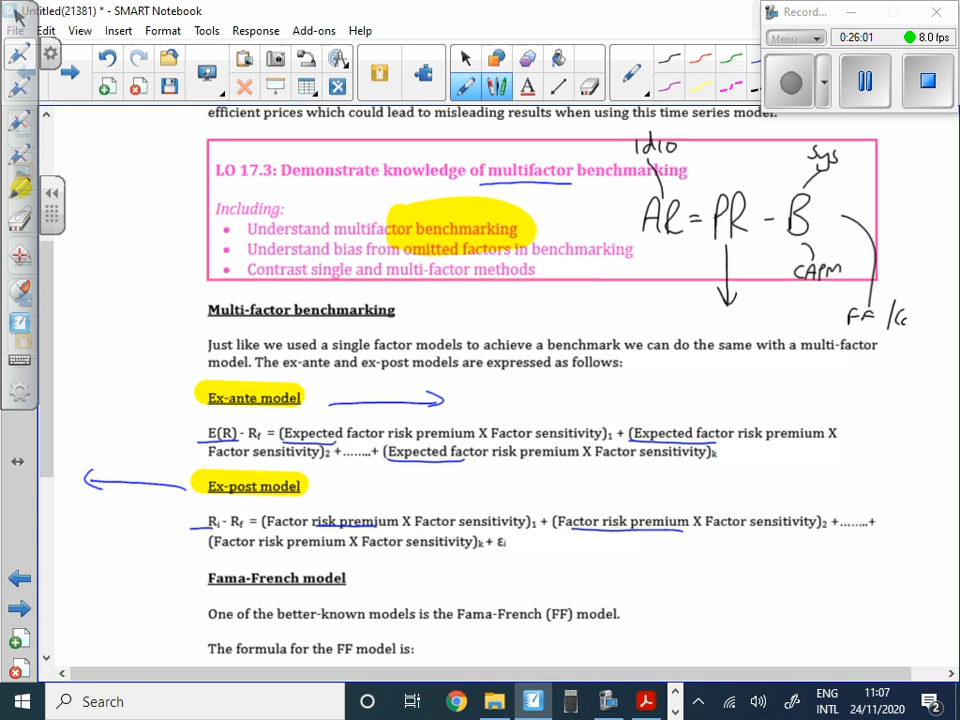 Untitled(21381) * - SMART Notebook
File Edit View Insert Format Tools Response Add-ons Help
Record...
Menu
0:26:01
8.0 fps
efficient prices which could lead to misleading results when using this time series model.
LO 17.3: Demonstrate knowledge of multifactor benchmarking
Including:
• Understand multifactor benchmarking
• Understand bias from omitted factors in benchmarking
• Contrast single and multi-factor methods
Idio
Sys
AR = PR - B
CAPM
FF /Ca
Multi-factor benchmarking
Just like we used a single factor models to achieve a benchmark we can do the same with a multi-factor
model. The ex-ante and ex-post models are expressed as follows:
Ex-ante model
E(R) - Rf = (Expected factor risk premium X Factor sensitivity)1 + (Expected factor risk premium X
Factor sensitivity)2 +........+ (Expected factor risk premium X Factor sensitivity)k
Ex-post model
Ri - Rf = (Factor risk premium X Factor sensitivity)1 + (Factor risk premium X Factor sensitivity)2 +........+
(Factor risk premium X Factor sensitivity)k + εi
Fama-French model
One of the better-known models is the Fama-French (FF) model.
The formula for the FF model is:
Search
ENG
INTL
11:07
24/11/2020
2